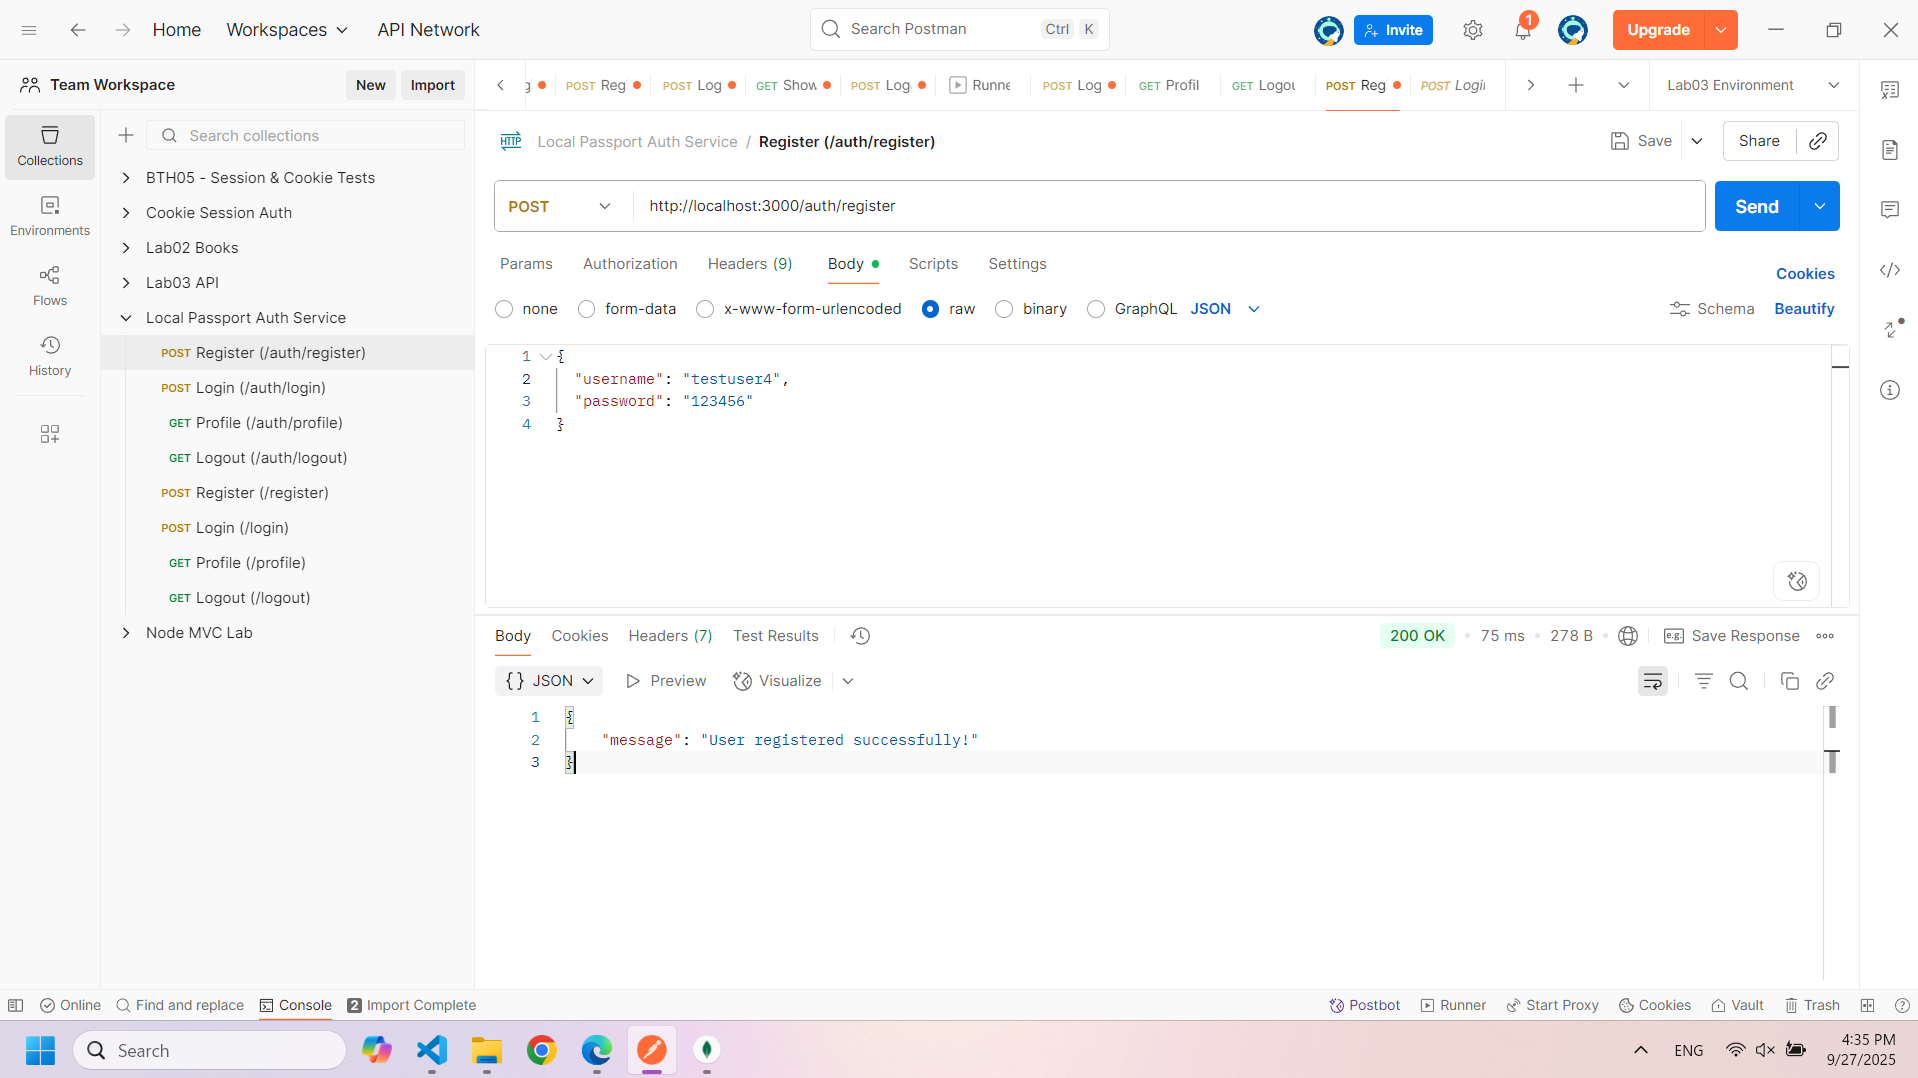 Home Workspaces API Network Search Postman Ctrl K Invite 1 Upgrade
Team Workspace New Import
POST Reg POST Log GET Show POST Log Runne POST Log GET Profil GET Logou POST Reg POST Login Lab03 Environment
Collections
Environments
Flows
History
Search collections
BTH05 - Session & Cookie Tests
Cookie Session Auth
Lab02 Books
Lab03 API
Local Passport Auth Service
POST Register (/auth/register)
POST Login (/auth/login)
GET Profile (/auth/profile)
GET Logout (/auth/logout)
POST Register (/register)
POST Login (/login)
GET Profile (/profile)
GET Logout (/logout)
Node MVC Lab
HTTP Local Passport Auth Service / Register (/auth/register) Save Share
POST http://localhost:3000/auth/register Send
Params Authorization Headers (9) Body Scripts Settings Cookies
none form-data x-www-form-urlencoded raw binary GraphQL JSON Schema Beautify
1 {
2 "username": "testuser4",
3 "password": "123456"
4 }
Body Cookies Headers (7) Test Results 200 OK 75 ms 278 B e.g. Save Response
{} JSON Preview Visualize
1 {
2 "message": "User registered successfully!"
3 }
Online Find and replace Console 2 Import Complete Postbot Runner Start Proxy Cookies Vault Trash
Search ENG 4:35 PM
9/27/2025